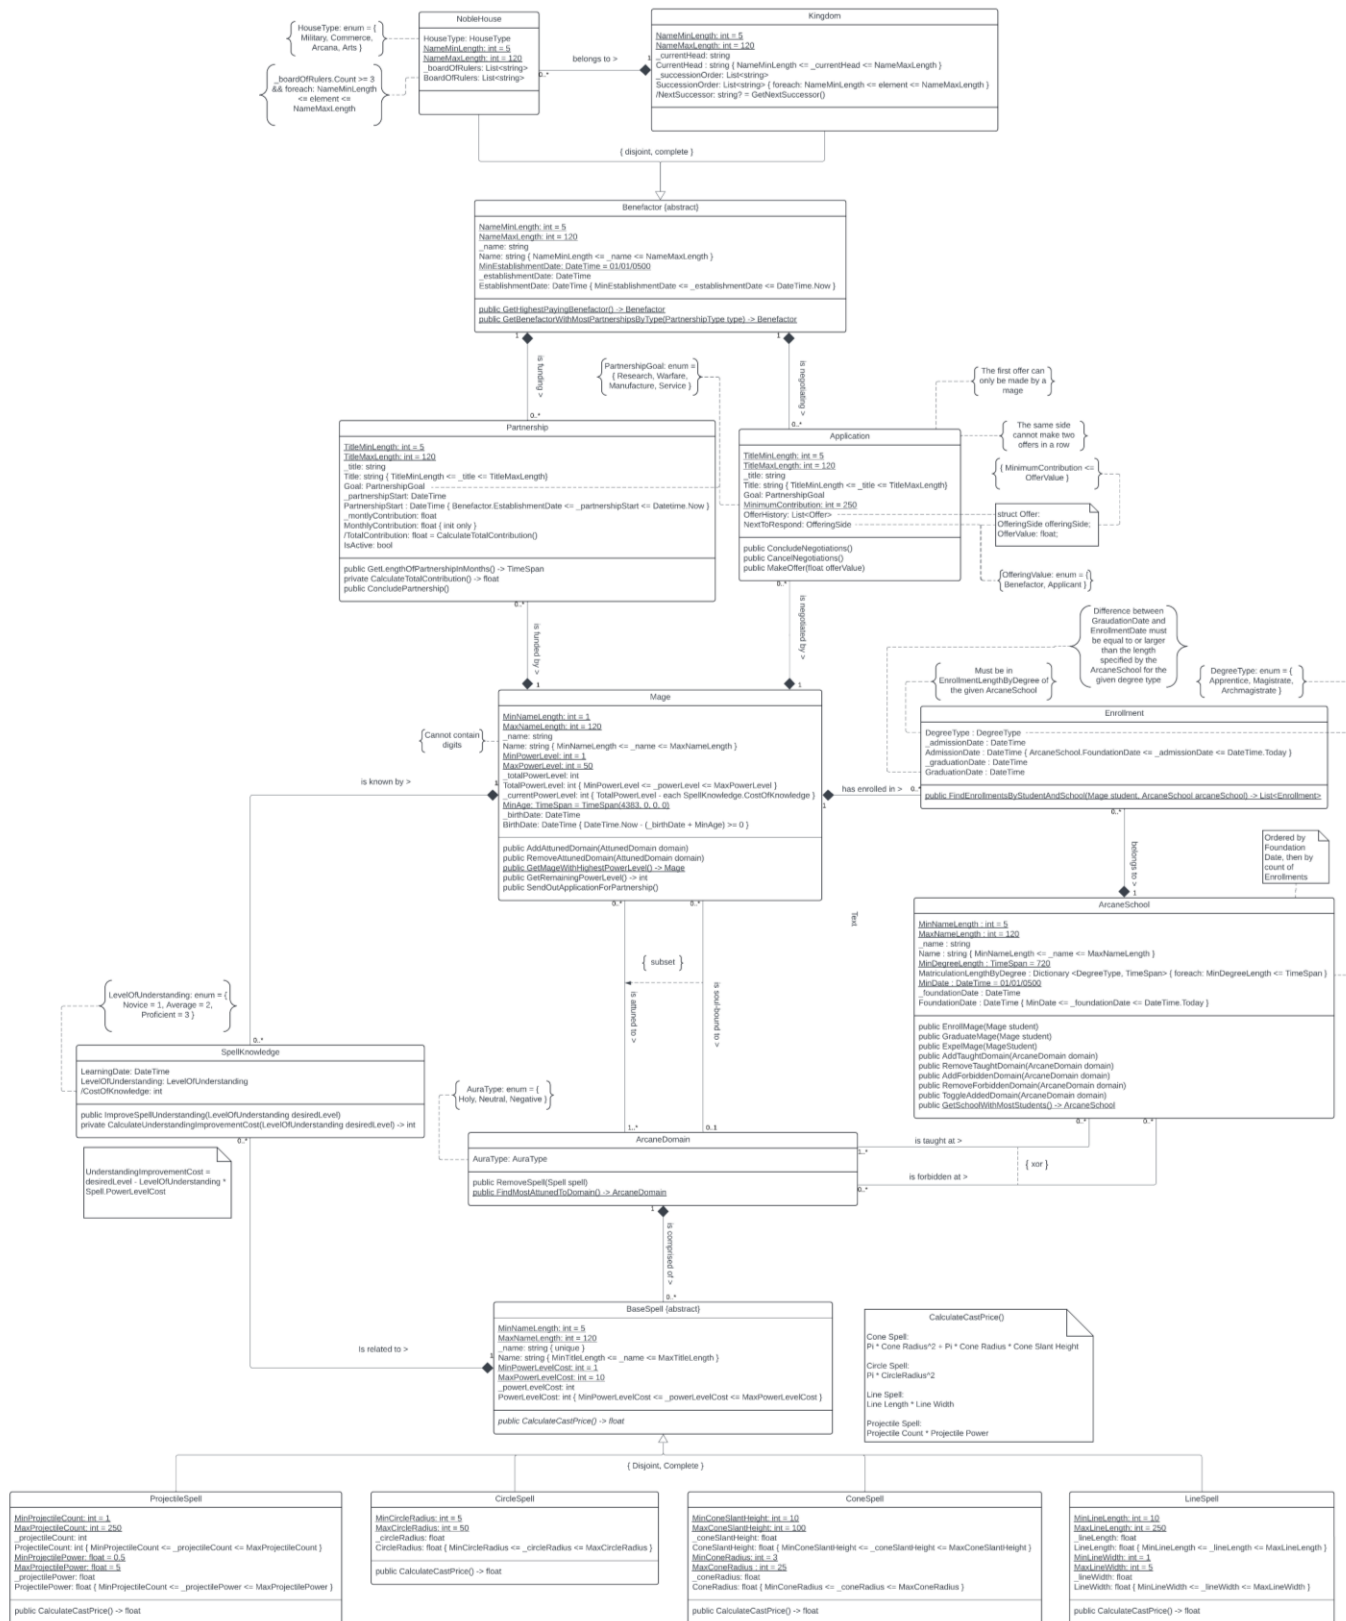 NobleHouse
HouseType: HouseType
NameMinLength: int = 5
NameMaxLength: int = 120
_boardOfRulers: List<string>
BoardOfRulers: List<string>
HouseType: enum = {
Military, Commerce,
Arcana, Arts }
_boardOfRulers.Count >= 3
&& foreach: NameMinLength
<= element <=
NameMaxLength
belongs to >
0..*
1
Kingdom
NameMinLength: int = 5
NameMaxLength: int = 120
_currentHead: string
CurrentHead : string { NameMinLength <= _currentHead <= NameMaxLength }
_successionOrder: List<string>
SuccessionOrder: List<string> { foreach: NameMinLength <= element <= NameMaxLength }
/NextSuccessor: string? = GetNextSuccessor()
{ disjoint, complete }
Benefactor {abstract}
NameMinLength: int = 5
NameMaxLength: int = 120
_name: string
Name: string { NameMinLength <= _name <= NameMaxLength }
MinEstablishmentDate: DateTime = 01/01/0500
_establishmentDate: DateTime
EstablishmentDate: DateTime { MinEstablishmentDate <= _establishmentDate <= DateTime.Now }
public GetHighestPayingBenefactor() -> Benefactor
public GetBenefactorWithMostPartnershipsByType(PartnershipType type) -> Benefactor
1
1
is funding >
is negotiating >
0..*
0..*
PartnershipGoal: enum =
{ Research, Warfare,
Manufacture, Service }
The first offer can
only be made by a
mage
The same side
cannot make two
offers in a row
{ MinimumContribution <=
OfferValue }
struct Offer:
OfferingSide offeringSide;
OfferValue: float;
{OfferingValue: enum = {
Benefactor, Applicant }
Partnership
TitleMinLength: int = 5
TitleMaxLength: int = 120
_title: string
Title: string { TitleMinLength <= _title <= TitleMaxLength}
Goal: PartnershipGoal
_partnershipStart: DateTime
PartnershipStart : DateTime { Benefactor.EstablishmentDate <= _partnershipStart <= Datetime.Now }
_montlyContribution: float
MonthlyContribution: float { init only }
/TotalContribution: float = CalculateTotalContribution()
IsActive: bool
public GetLengthOfPartnershipInMonths() -> TimeSpan
private CalculateTotalContribution() -> float
public ConcludePartnership()
Application
TitleMinLength: int = 5
TitleMaxLength: int = 120
_title: string
Title: string { TitleMinLength <= _title <= TitleMaxLength}
Goal: PartnershipGoal
MinimumContribution: int = 250
OfferHistory: List<Offer>
NextToRespond: OfferingSide
public ConcludeNegotiations()
public CancelNegotiations()
public MakeOffer(float offerValue)
0..*
0..*
is funded by >
is negotiated by >
1
1
Difference between
GraudationDate and
EnrollmentDate must
be equal to or larger
than the length
specified by the
ArcaneSchool for the
given degree type
Must be in
EnrollmentLengthByDegree of
the given ArcaneSchool
DegreeType: enum = {
Apprentice, Magistrate,
Archmagistrate }
Mage
MinNameLength: int = 1
MaxNameLength: int = 120
_name: string
Name: string { MinNameLength <= _name <= MaxNameLength }
MinPowerLevel: int = 1
MaxPowerLevel: int = 50
_totalPowerLevel: int
TotalPowerLevel: int { MinPowerLevel <= _powerLevel <= MaxPowerLevel }
_currentPowerLevel: int { TotalPowerLevel - each SpellKnowledge.CostOfKnowledge }
MinAge: TimeSpan = TimeSpan(4383, 0, 0, 0)
_birthDate: DateTime
BirthDate: DateTime { DateTime.Now - (_birthDate + MinAge) >= 0 }
public AddAttunedDomain(AttunedDomain domain)
public RemoveAttunedDomain(AttunedDomain domain)
public GetMageWithHighestPowerLevel() -> Mage
public GetRemainingPowerLevel() -> int
public SendOutApplicationForPartnership()
Cannot contain
digits
is known by >
1
has enrolled in >
1
0..*
Enrollment
DegreeType : DegreeType
_admissionDate : DateTime
AdmissionDate : DateTime { ArcaneSchool.FoundationDate <= _admissionDate <= DateTime.Today }
_graduationDate : DateTime
GraduationDate : DateTime
public FindEnrollmentsByStudentAndSchool(Mage student, ArcaneSchool arcaneSchool) -> List<Enrollment>
0..*
belongs to >
1
Ordered by
Foundation
Date, then by
count of
Enrollments
ArcaneSchool
MinNameLength : int = 5
MaxNameLength : int = 120
_name : string
Name : string { MinNameLength <= _name <= MaxNameLength }
MinDegreeLength : TimeSpan = 720
MatriculationLengthByDegree : Dictionary <DegreeType, TimeSpan> { foreach: MinDegreeLength <= TimeSpan }
MinDate : DateTime = 01/01/0500
_foundationDate : DateTime
FoundationDate : DateTime { MinDate <= _foundationDate <= DateTime.Today }
public EnrollMage(Mage student)
public GraduateMage(Mage student)
public ExpelMage(MageStudent)
public AddTaughtDomain(ArcaneDomain domain)
public RemoveTaughtDomain(ArcaneDomain domain)
public AddForbiddenDomain(ArcaneDomain domain)
public RemoveForbiddenDomain(ArcaneDomain domain)
public ToggleAddedDomain(ArcaneDomain domain)
public GetSchoolWithMostStudents() -> ArcaneSchool
0..*
0..*
0..*
0..*
Text
{ subset }
is attuned to >
is soul-bound to >
1..*
0..1
LevelOfUnderstanding: enum = {
Novice = 1, Average = 2,
Proficient = 3 }
0..*
SpellKnowledge
LearningDate: DateTime
LevelOfUnderstanding: LevelOfUnderstanding
/CostOfKnowledge: int
public ImproveSpellUnderstanding(LevelOfUnderstanding desiredLevel)
private CalculateUnderstandingImprovementCost(LevelOfUnderstanding desiredLevel) -> int
0..*
UnderstandingImprovementCost =
desiredLevel - LevelOfUnderstanding *
Spell.PowerLevelCost
AuraType: enum = {
Holy, Neutral, Negative }
ArcaneDomain
AuraType: AuraType
public RemoveSpell(Spell spell)
public FindMostAttunedToDomain() -> ArcaneDomain
is taught at >
1..*
{ xor }
is forbidden at >
0..*
1
is comprised of >
0..*
Is related to >
1
BaseSpell {abstract}
MinNameLength: int = 5
MaxNameLength: int = 120
_name: string { unique }
Name: string { MinTitleLength <= _name <= MaxTitleLength }
MinPowerLevelCost: int = 1
MaxPowerLevelCost: int = 10
_powerLevelCost: int
PowerLevelCost: int { MinPowerLevelCost <= _powerLevelCost <= MaxPowerLevelCost }
public CalculateCastPrice() -> float
CalculateCastPrice()
Cone Spell:
Pi * Cone Radius^2 + Pi * Cone Radius * Cone Slant Height
Circle Spell:
Pi * CircleRadius^2
Line Spell:
Line Length * Line Width
Projectile Spell:
Projectile Count * Projectile Power
{ Disjoint, Complete }
ProjectileSpell
MinProjectileCount: int = 1
MaxProjectileCount: int = 250
_projectileCount: int
ProjectileCount: int { MinProjectileCount <= _projectileCount <= MaxProjectileCount }
MinProjectilePower: float = 0.5
MaxProjectilePower: float = 5
_projectilePower: float
ProjectilePower: float { MinProjectileCount <= _projectilePower <= MaxProjectilePower }
public CalculateCastPrice() -> float
CircleSpell
MinCircleRadius: int = 5
MaxCircleRadius: int = 50
_circleRadius: float
CircleRadius: float { MinCircleRadius <= _circleRadius <= MaxCircleRadius }
public CalculateCastPrice() -> float
ConeSpell
MinConeSlantHeight: int = 10
MaxConeSlantHeight: int = 100
_coneSlantHeight: float
ConeSlantHeight: float { MinConeSlantHeight <= _coneSlantHeight <= MaxConeSlantHeight }
MinConeRadius: int = 3
MaxConeRadius : int = 25
_coneRadius: float
ConeRadius: float { MinConeRadius <= _coneRadius <= MaxConeRadius }
public CalculateCastPrice() -> float
LineSpell
MinLineLength: int = 10
MaxLineLength: int = 250
_lineLength: float
LineLength: float { MinLineLength <= _lineLength <= MaxLineLength }
MinLineWidth: int = 1
MaxLineWidth: int = 5
_lineWidth: float
LineWidth: float { MinLineWidth <= _lineWidth <= MaxLineWidth }
public CalculateCastPrice() -> float